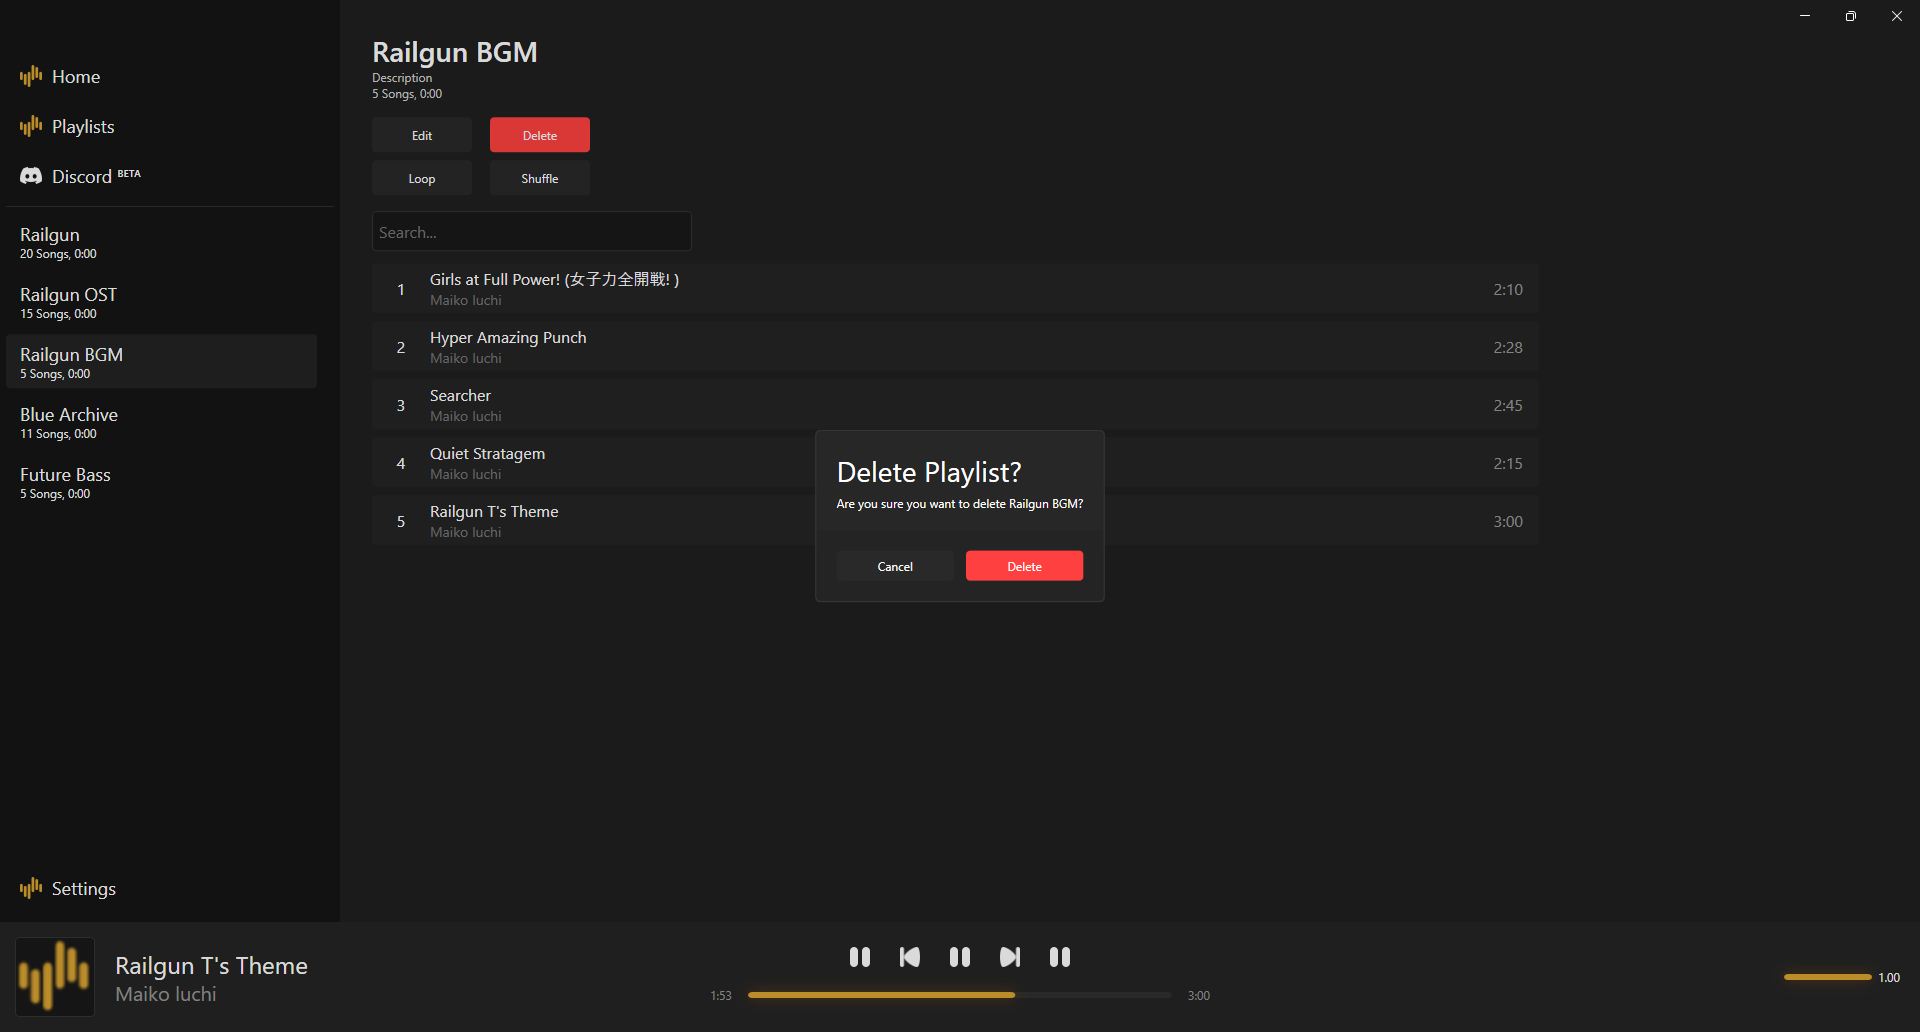 Home
Playlists
Discord BETA
Railgun
20 Songs, 0:00
Railgun OST
15 Songs, 0:00
Railgun BGM
5 Songs, 0:00
Blue Archive
11 Songs, 0:00
Future Bass
5 Songs, 0:00
Settings
Railgun BGM
Description
5 Songs, 0:00
Edit
Delete
Loop
Shuffle
Search...
1 Girls at Full Power! (女子力全開戦! ) 2:10
Maiko Iuchi
2 Hyper Amazing Punch 2:28
Maiko Iuchi
3 Searcher 2:45
Maiko Iuchi
4 Quiet Stratagem 2:15
Maiko Iuchi
5 Railgun T's Theme 3:00
Maiko Iuchi
Delete Playlist?
Are you sure you want to delete Railgun BGM?
Cancel
Delete
Railgun T's Theme
Maiko Iuchi
1:53
3:00
1.00